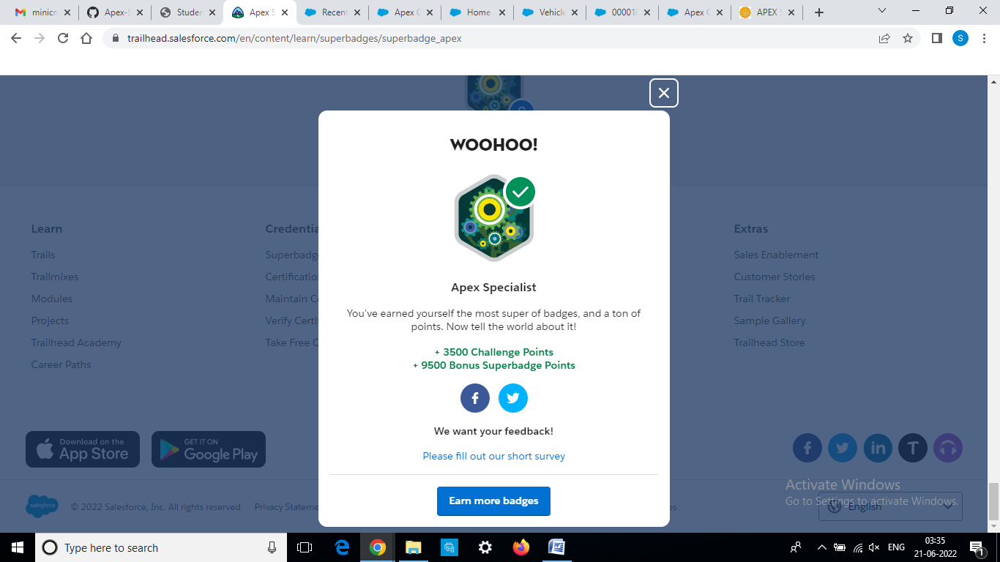 minicr
Apex-S
Studen
Apex S
Recent
Apex C
Home
Vehicle
000010
Apex C
APEX S
trailhead.salesforce.com/en/content/learn/superbadges/superbadge_apex
S
WOOHOO!
Apex Specialist
You've earned yourself the most super of badges, and a ton of
points. Now tell the world about it!
+ 3500 Challenge Points
+ 9500 Bonus Superbadge Points
We want your feedback!
Please fill out our short survey
Earn more badges
Learn
Trails
Trailmixes
Modules
Projects
Trailhead Academy
Career Paths
Credentia
Superbadge
Certificatio
Maintain C
Verify Certi
Take Free C
Extras
Sales Enablement
Customer Stories
Trail Tracker
Sample Gallery
Trailhead Store
Download on the
App Store
GET IT ON
Google Play
salesforce
© 2022 Salesforce, Inc. All rights reserved.
Privacy Stateme
es
English
Activate Windows
Go to Settings to activate Windows.
Type here to search
ENG
03:35
21-06-2022
1